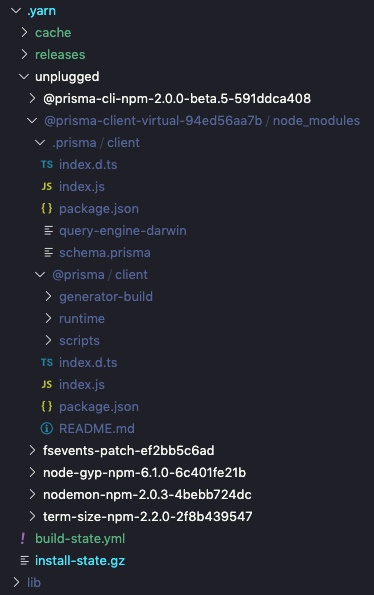 .yarn
cache
releases
unplugged
@prisma-cli-npm-2.0.0-beta.5-591ddca408
@prisma-client-virtual-94ed56aa7b / node_modules
.prisma / client
TS index.d.ts
JS index.js
{ } package.json
query-engine-darwin
schema.prisma
@prisma / client
generator-build
runtime
scripts
TS index.d.ts
JS index.js
{ } package.json
README.md
fsevents-patch-ef2bb5c6ad
node-gyp-npm-6.1.0-6c401fe21b
nodemon-npm-2.0.3-4bebb724dc
term-size-npm-2.2.0-2f8b439547
! build-state.yml
install-state.gz
lib